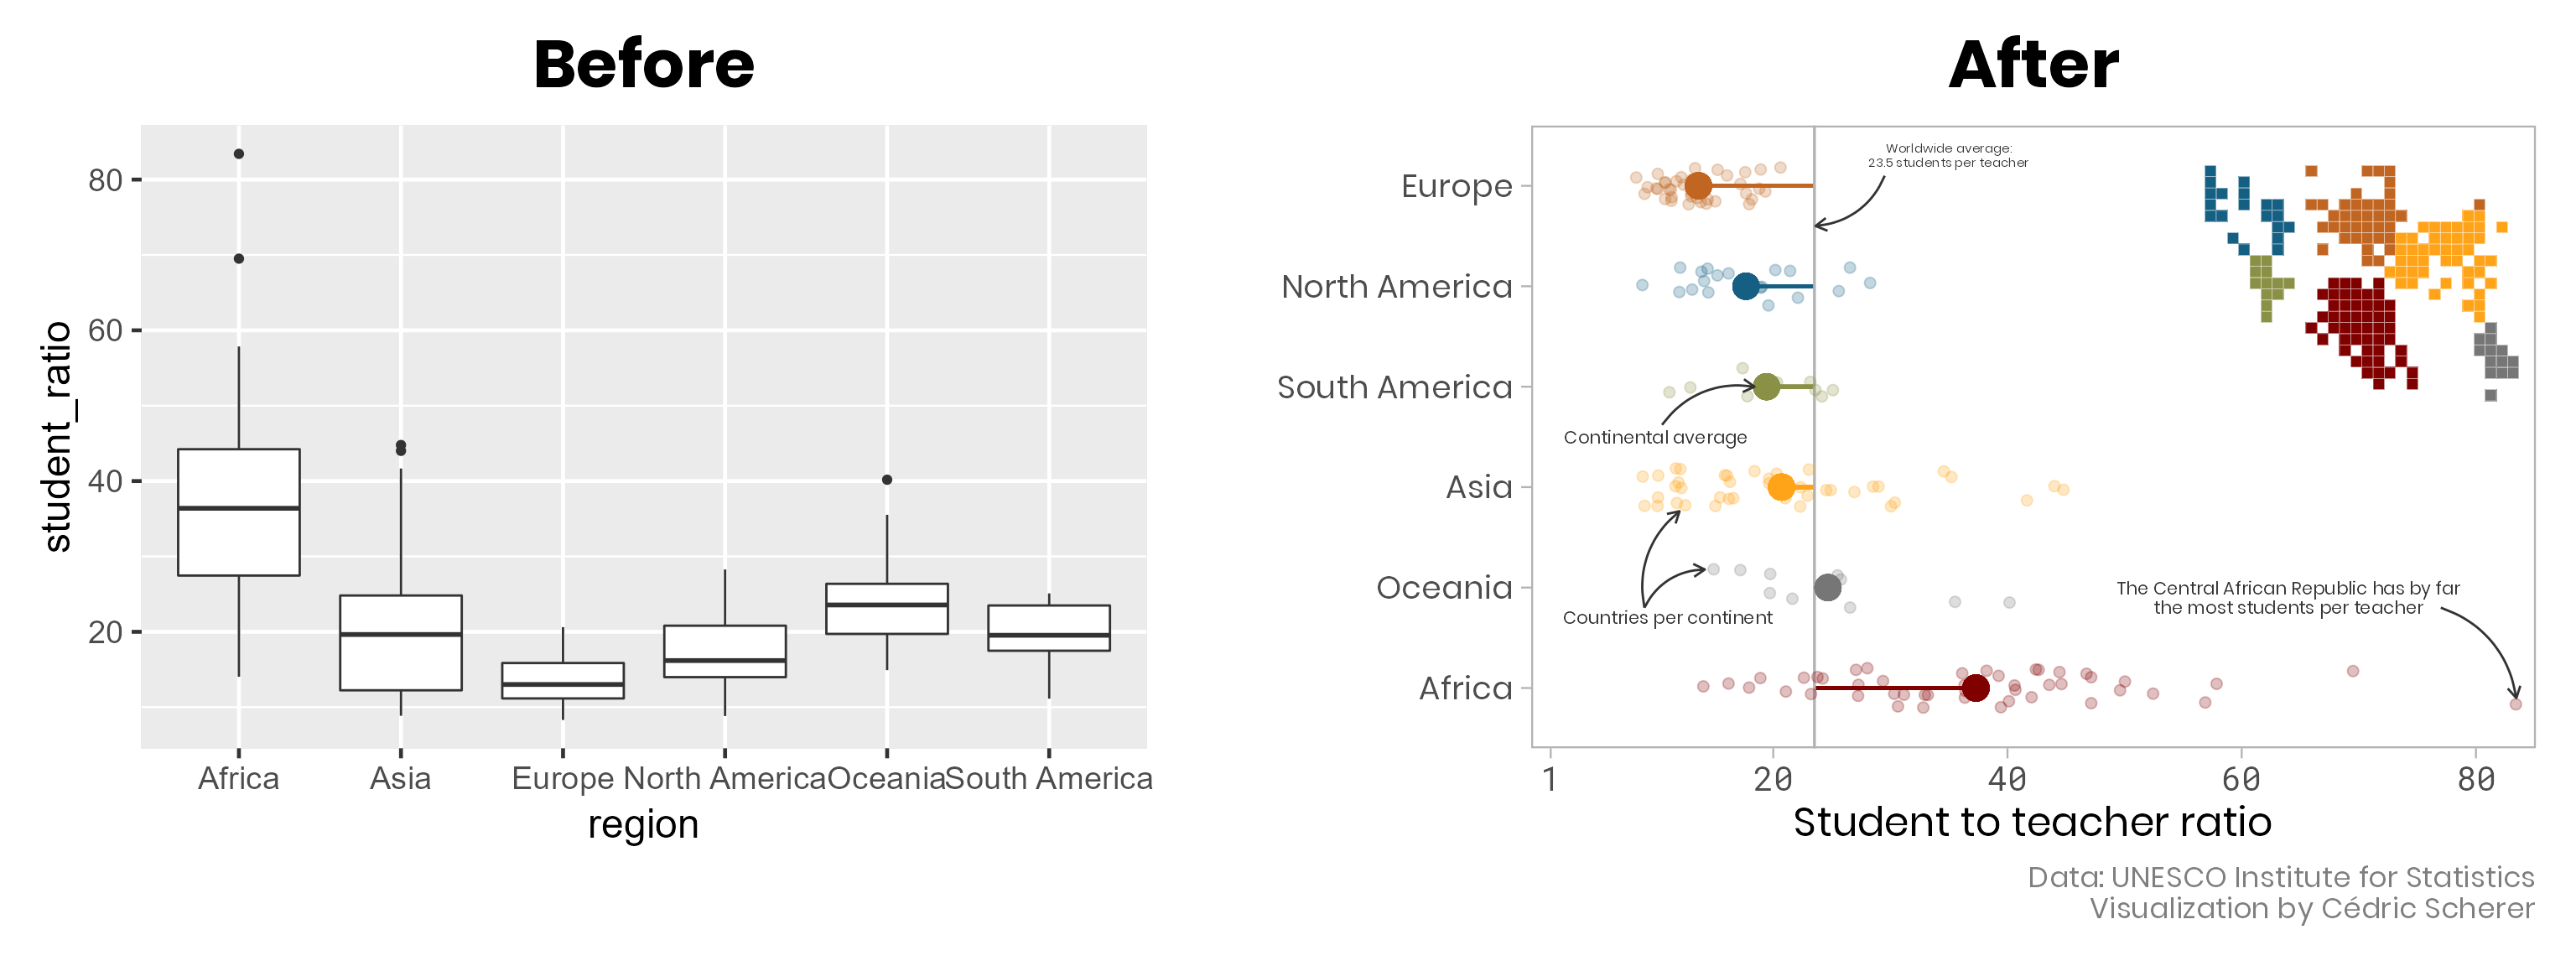 Before
80
60
40
20
student_ratio
Africa
Asia
Europe
North America
Oceania
South America
region
After
Europe
North America
South America
Asia
Oceania
Africa
Worldwide average:
23.5 students per teacher
Continental average
Countries per continent
The Central African Republic has by far
the most students per teacher
1
20
40
60
80
Student to teacher ratio
Data: UNESCO Institute for Statistics
Visualization by Cédric Scherer